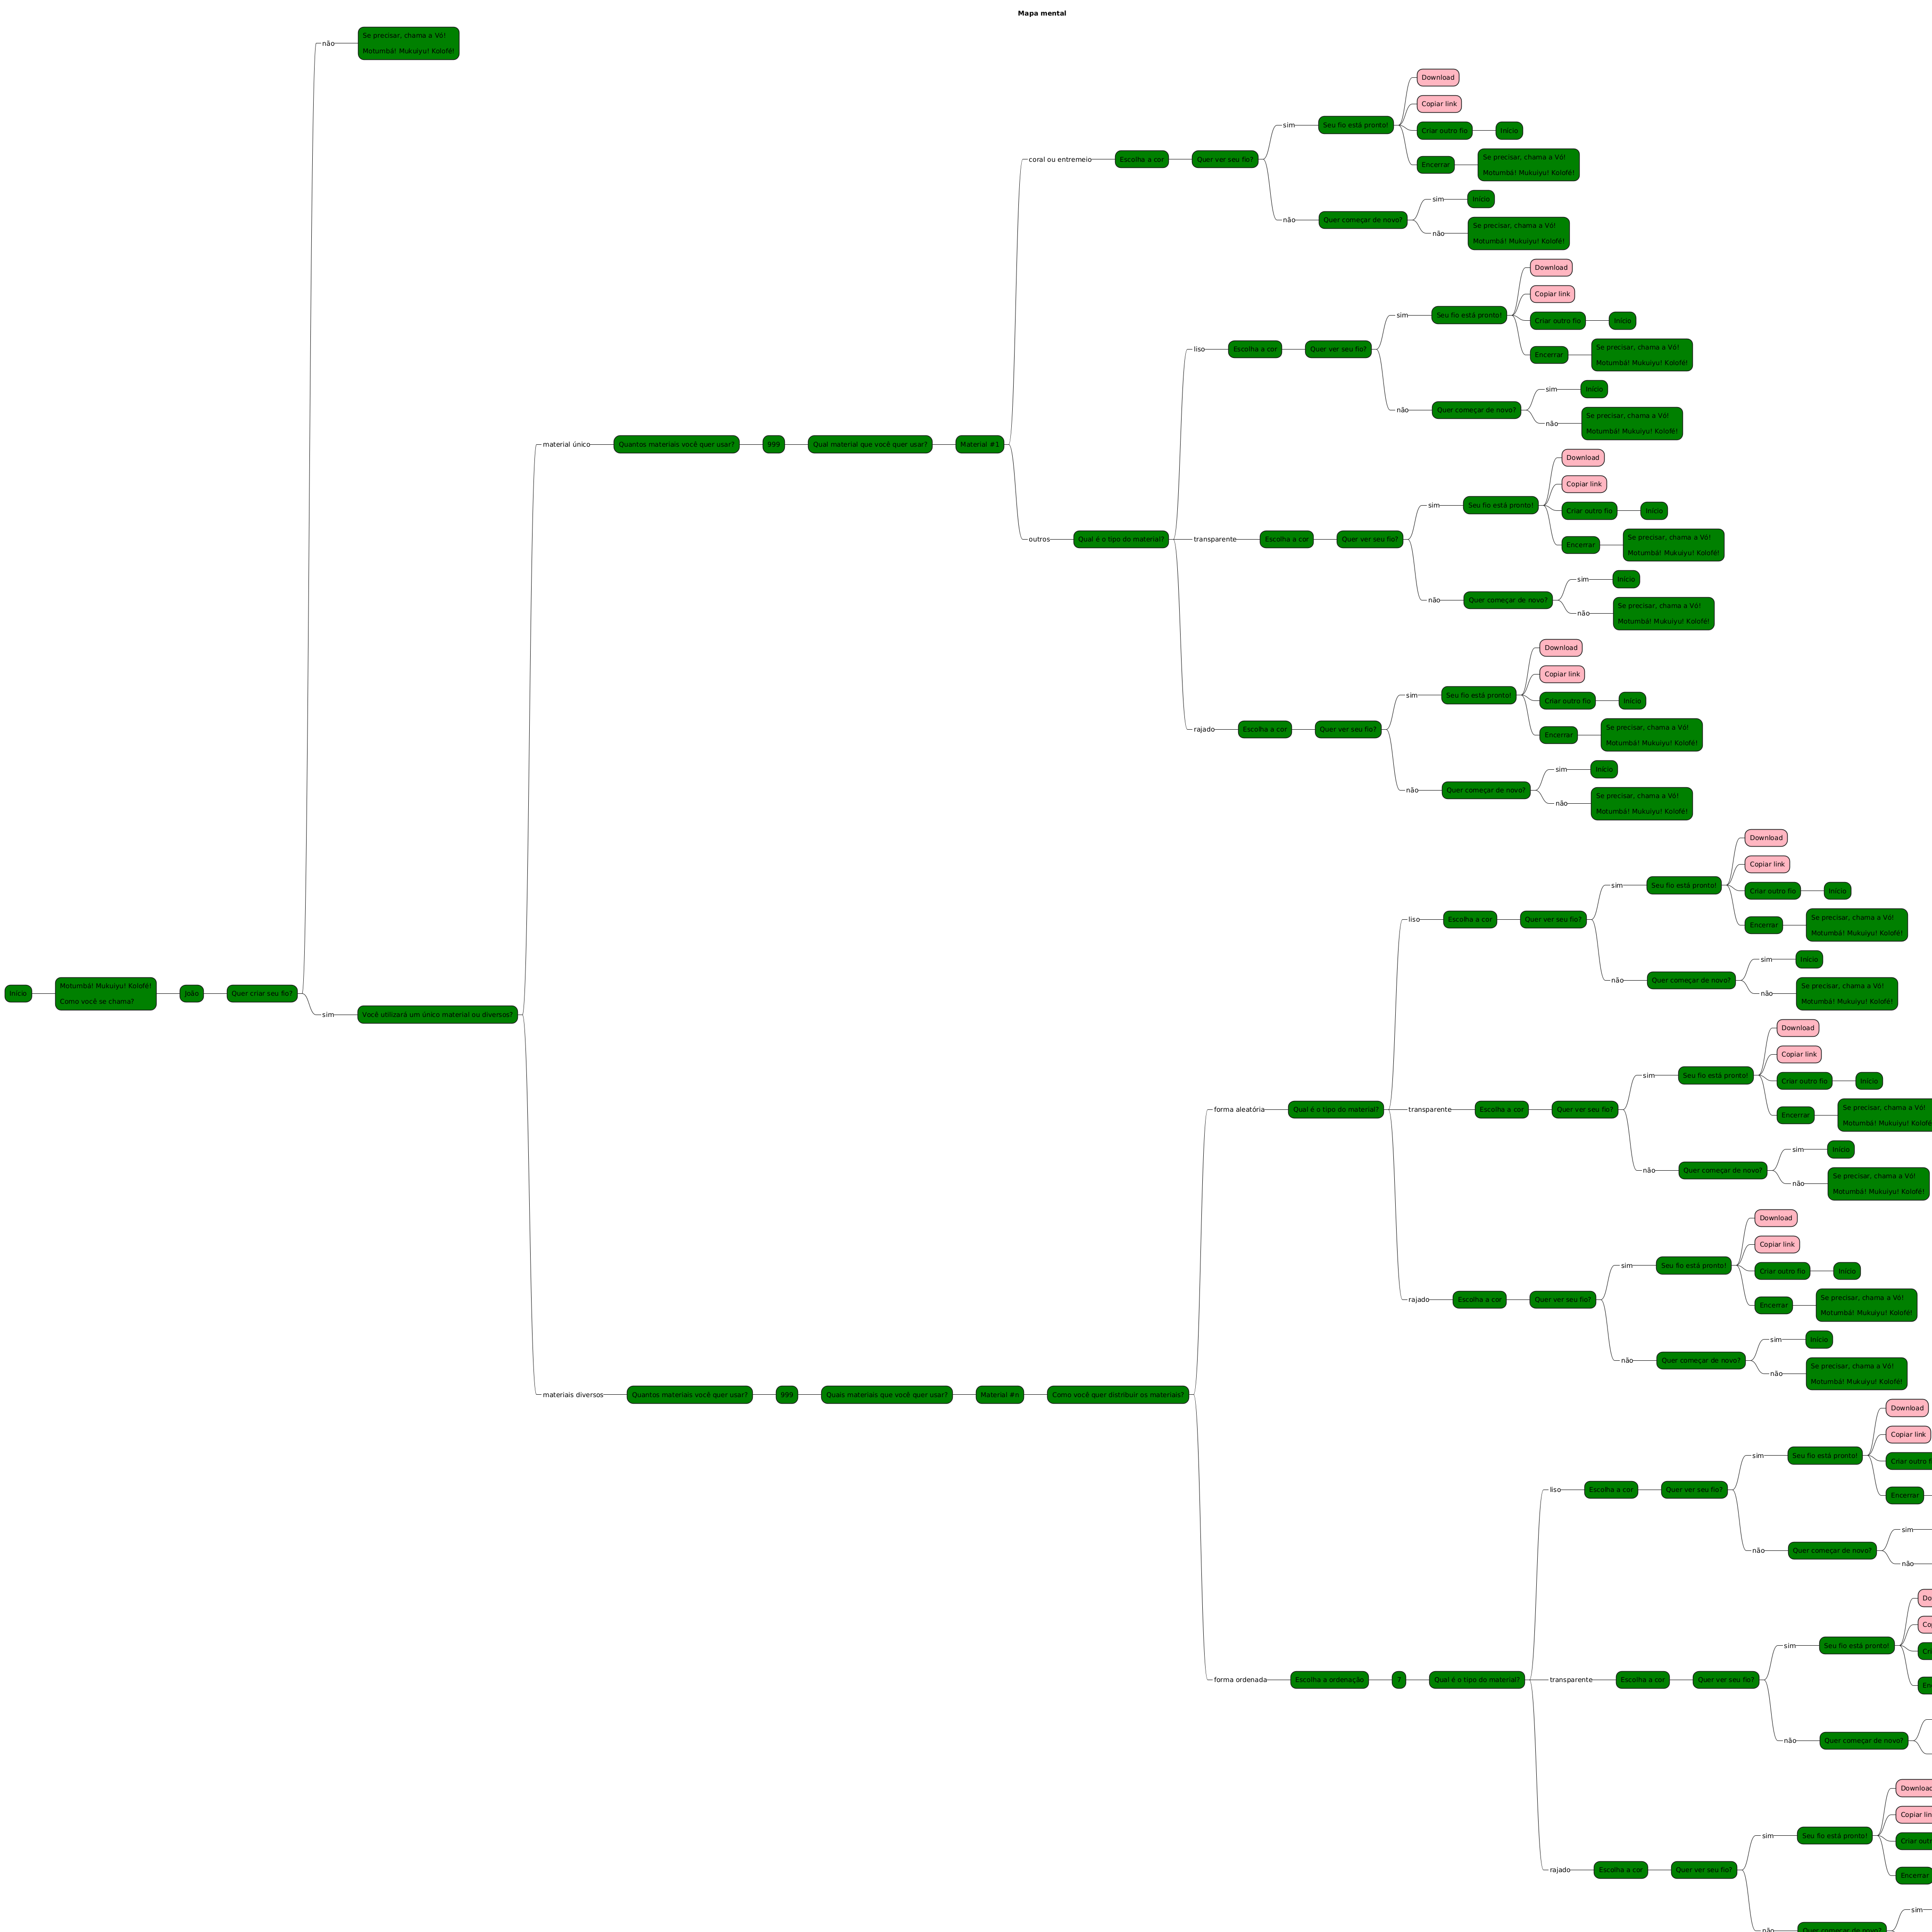 Mapa mental
Início
Motumbá! Mukuiyu! Kolofé!
Como você se chama?
João
Quer criar seu fio?
não
Se precisar, chama a Vó!
Motumbá! Mukuiyu! Kolofé!
sim
Você utilizará um único material ou diversos?
material único
Quantos materiais você quer usar?
999
Qual material que você quer usar?
Material #1
coral ou entremeio
Escolha a cor
Quer ver seu fio?
sim
Seu fio está pronto!
Download
Copiar link
Criar outro fio
Início
Encerrar
Se precisar, chama a Vó!
Motumbá! Mukuiyu! Kolofé!
não
Quer começar de novo?
sim
Início
não
Se precisar, chama a Vó!
Motumbá! Mukuiyu! Kolofé!
outros
Qual é o tipo do material?
liso
Escolha a cor
Quer ver seu fio?
sim
Seu fio está pronto!
Download
Copiar link
Criar outro fio
Início
Encerrar
Se precisar, chama a Vó!
Motumbá! Mukuiyu! Kolofé!
não
Quer começar de novo?
sim
Início
não
Se precisar, chama a Vó!
Motumbá! Mukuiyu! Kolofé!
transparente
Escolha a cor
Quer ver seu fio?
sim
Seu fio está pronto!
Download
Copiar link
Criar outro fio
Início
Encerrar
Se precisar, chama a Vó!
Motumbá! Mukuiyu! Kolofé!
não
Quer começar de novo?
sim
Início
não
Se precisar, chama a Vó!
Motumbá! Mukuiyu! Kolofé!
rajado
Escolha a cor
Quer ver seu fio?
sim
Seu fio está pronto!
Download
Copiar link
Criar outro fio
Início
Encerrar
Se precisar, chama a Vó!
Motumbá! Mukuiyu! Kolofé!
não
Quer começar de novo?
sim
Início
não
Se precisar, chama a Vó!
Motumbá! Mukuiyu! Kolofé!
materiais diversos
Quantos materiais você quer usar?
999
Quais materiais que você quer usar?
Material #n
Como você quer distribuir os materiais?
forma aleatória
Qual é o tipo do material?
liso
Escolha a cor
Quer ver seu fio?
sim
Seu fio está pronto!
Download
Copiar link
Criar outro fio
Início
Encerrar
Se precisar, chama a Vó!
Motumbá! Mukuiyu! Kolofé!
não
Quer começar de novo?
sim
Início
não
Se precisar, chama a Vó!
Motumbá! Mukuiyu! Kolofé!
transparente
Escolha a cor
Quer ver seu fio?
sim
Seu fio está pronto!
Download
Copiar link
Criar outro fio
Início
Encerrar
Se precisar, chama a Vó!
Motumbá! Mukuiyu! Kolofé
não
Quer começar de novo?
sim
Início
não
Se precisar, chama a Vó!
Motumbá! Mukuiyu! Kolofé!
rajado
Escolha a cor
Quer ver seu fio?
sim
Seu fio está pronto!
Download
Copiar link
Criar outro fio
Início
Encerrar
Se precisar, chama a Vó!
Motumbá! Mukuiyu! Kolofé!
não
Quer começar de novo?
sim
Início
não
Se precisar, chama a Vó!
Motumbá! Mukuiyu! Kolofé!
forma ordenada
Escolha a ordenação
?
Qual é o tipo do material?
liso
Escolha a cor
Quer ver seu fio?
sim
Seu fio está pronto!
Download
Copiar link
Criar outro
Encerrar
não
Quer começar de novo?
sim
não
transparente
Escolha a cor
Quer ver seu fio?
sim
Seu fio está pronto!
não
Quer começar de novo?
rajado
Escolha a cor
Quer ver seu fio?
sim
Seu fio está pronto!
Download
Copiar
Criar
Encerrar
não
Quer começar de novo?
sim